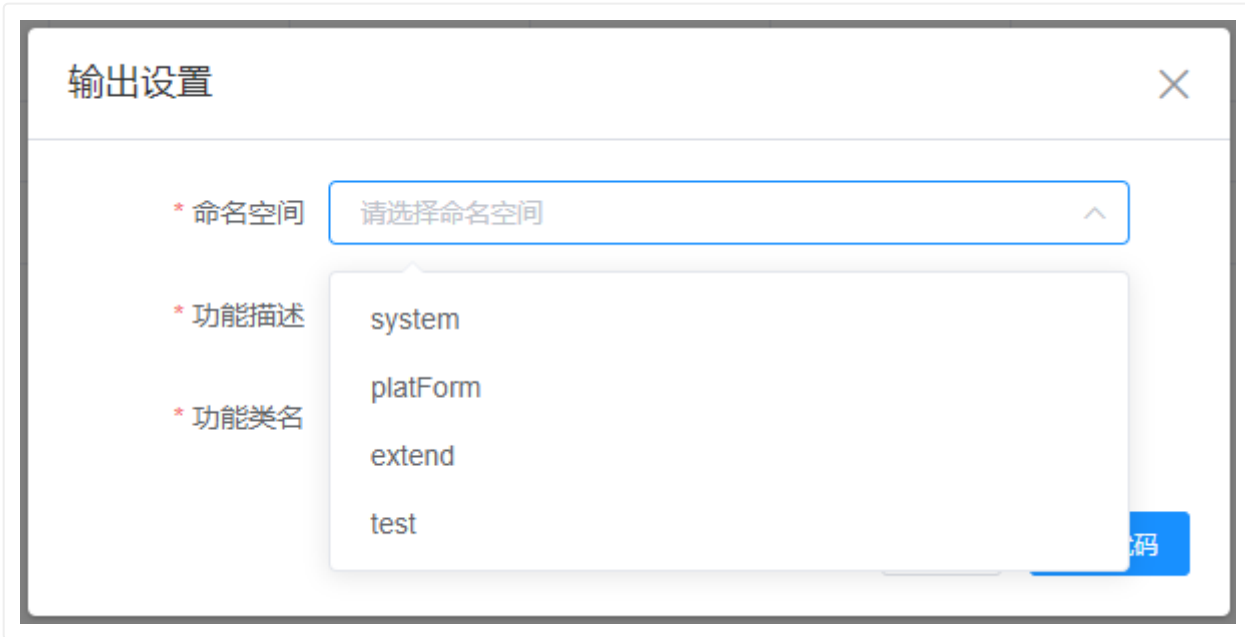 输出设置
* 命名空间 请选择命名空间
* 功能描述
system
platForm
* 功能类名
extend
test
码